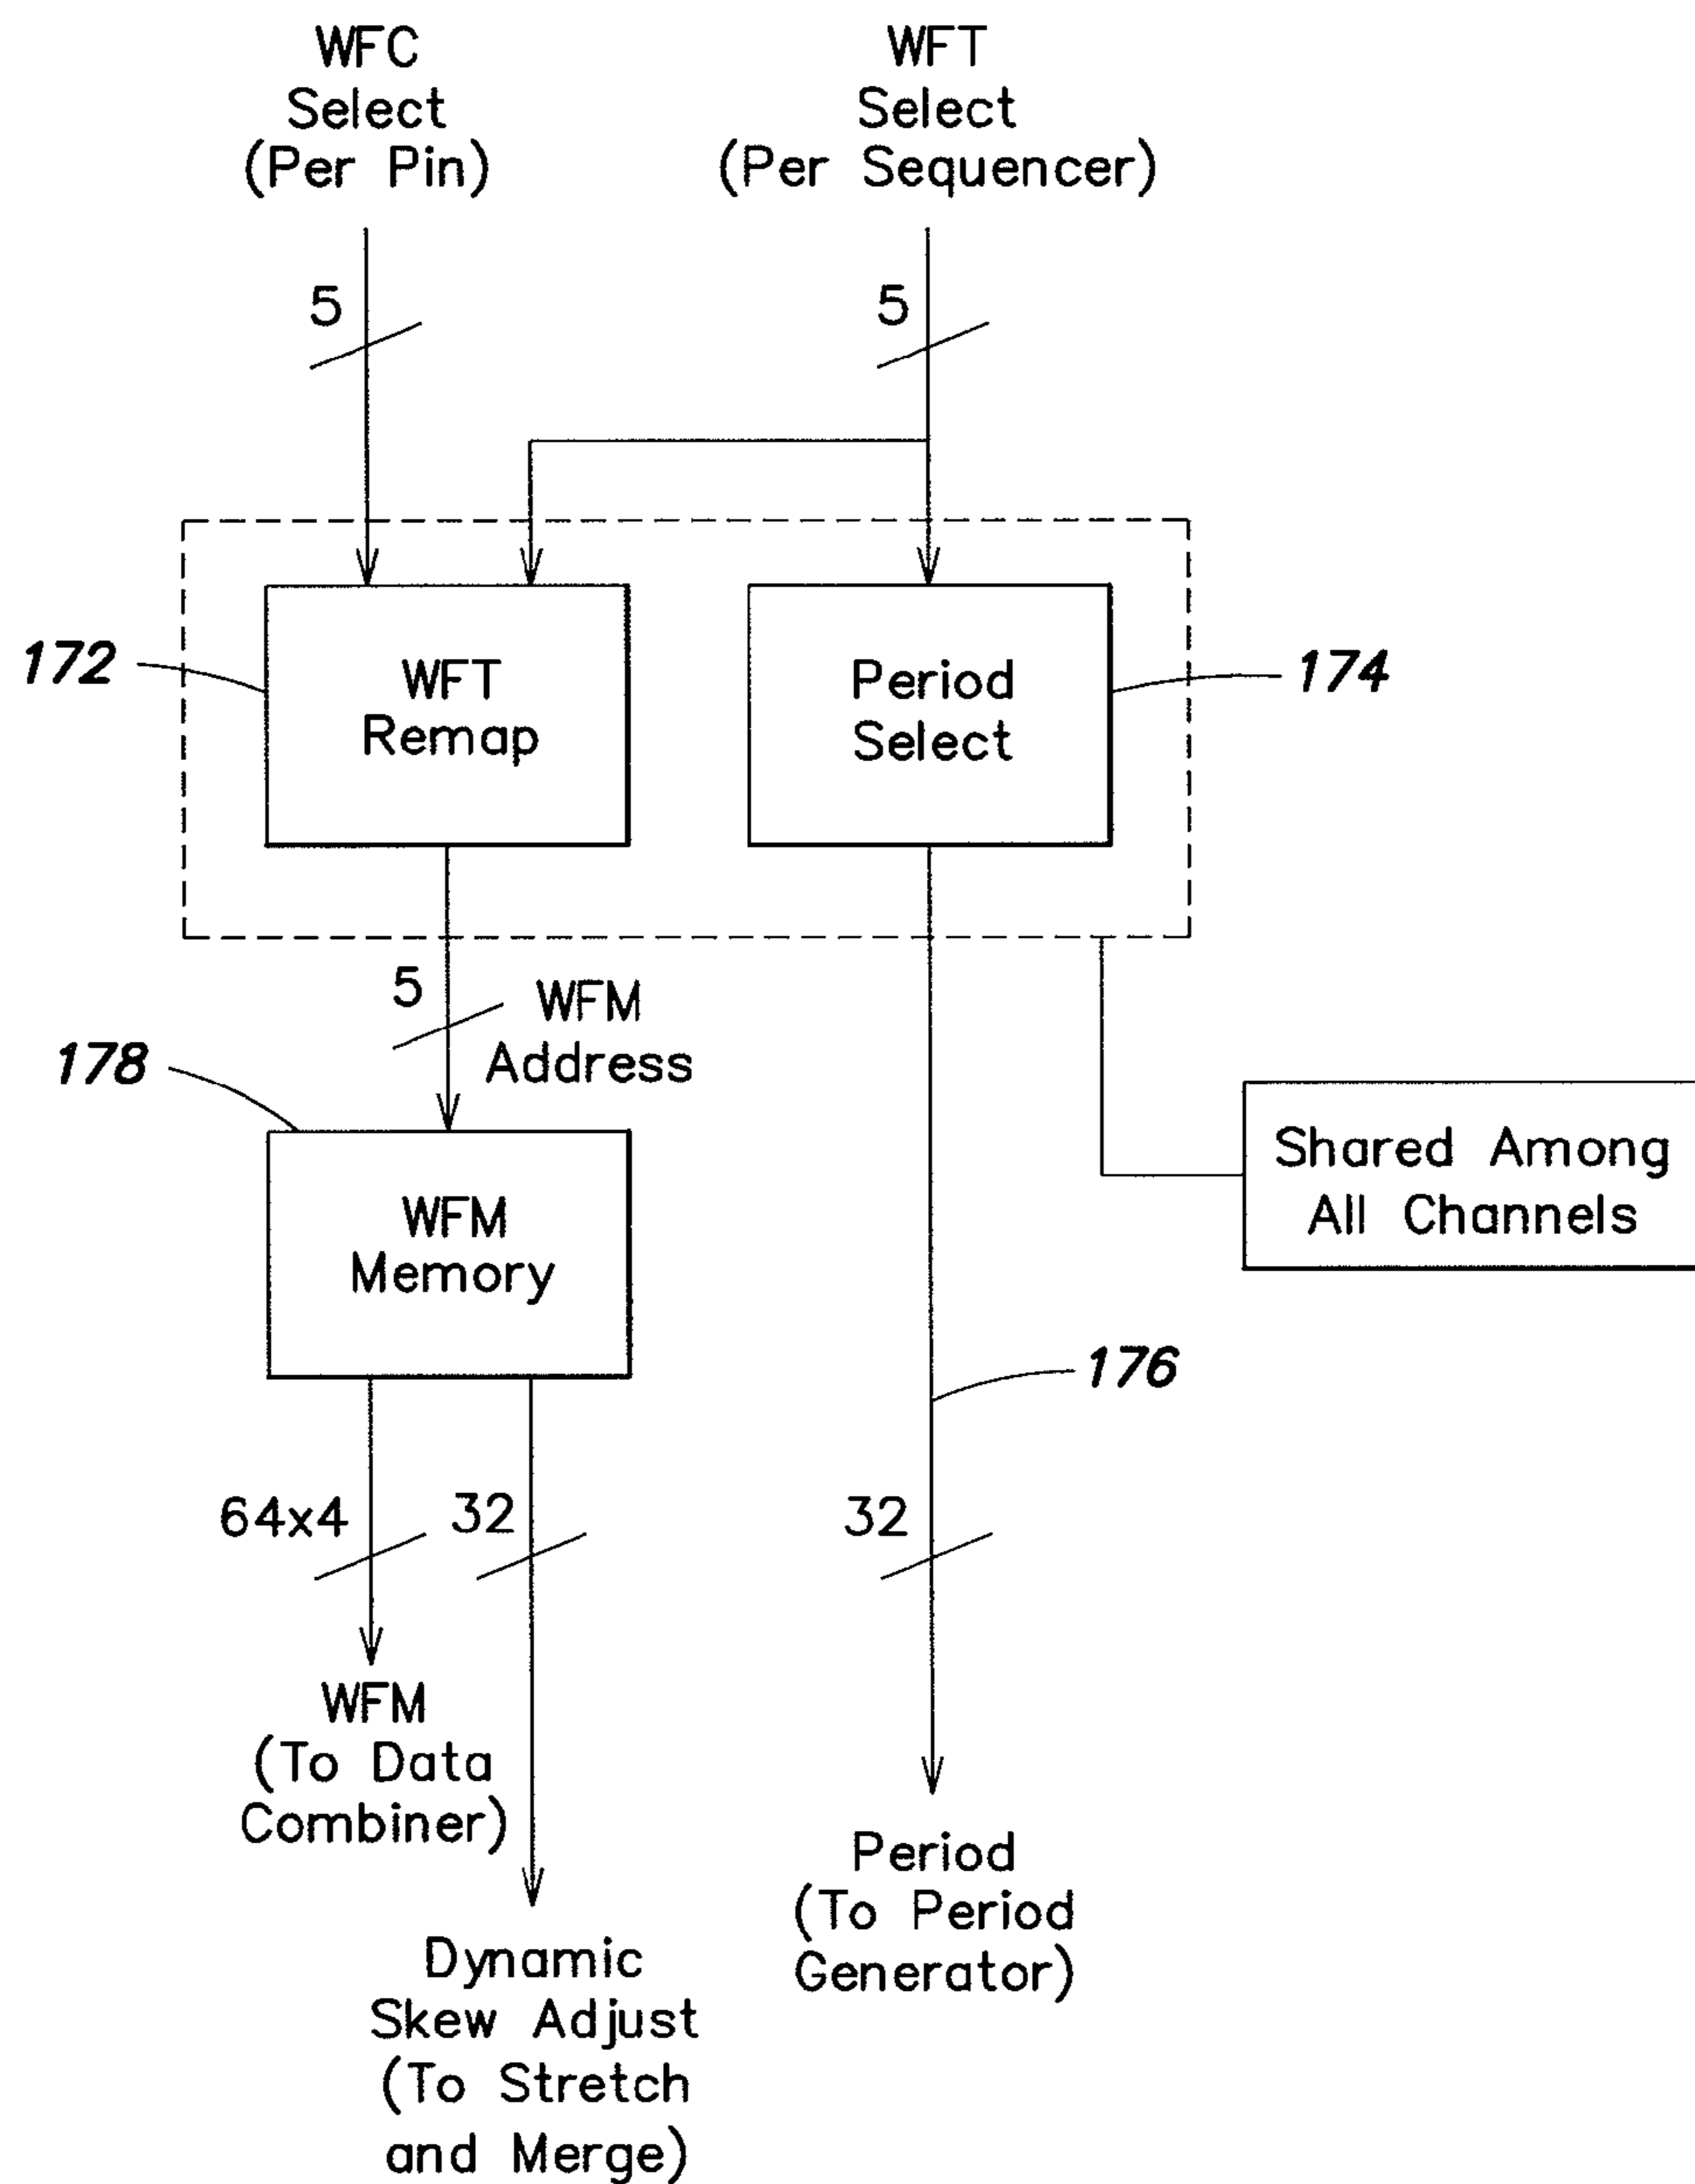 WFC
Select
(Per Pin)
WFT
Select
(Per Sequencer)
5
5
172
WFT
Remap
Period
Select
174
5
WFM
Address
178
WFM
Memory
Shared Among
All Channels
176
64x4
32
32
WFM
(To Data
Combiner)
Period
(To Period
Generator)
Dynamic
Skew Adjust
(To Stretch
and Merge)